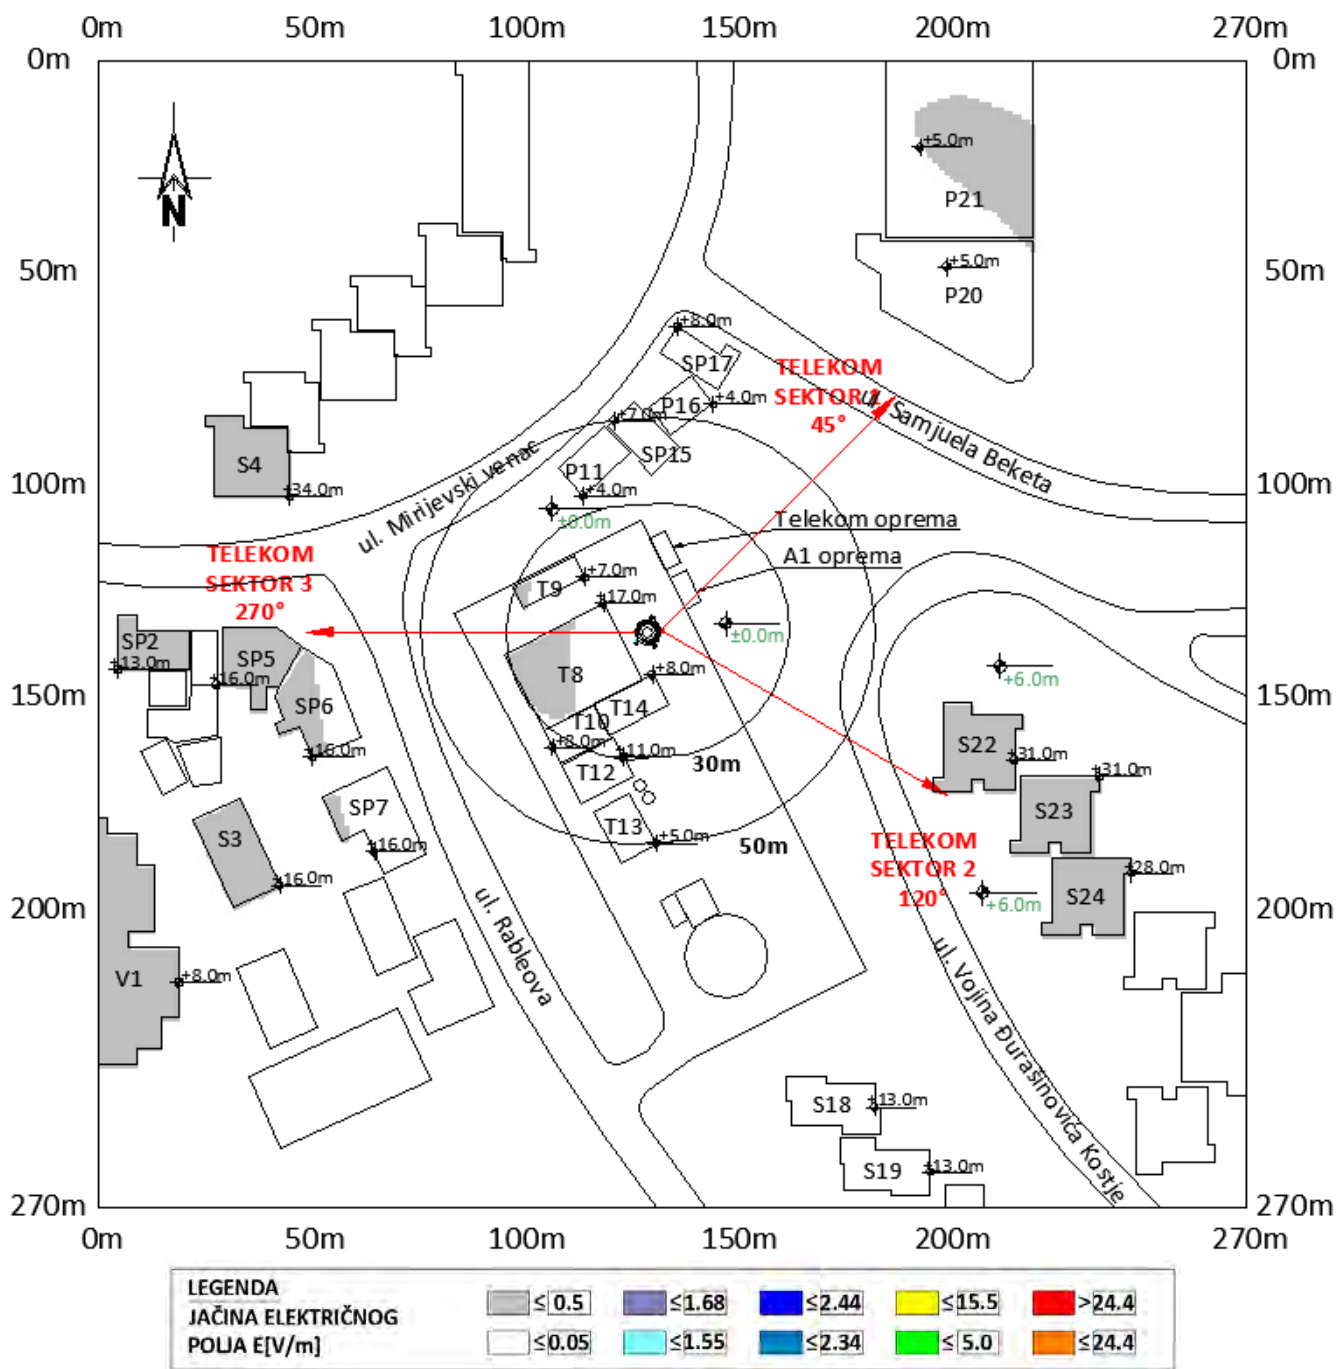 0m 50m 100m 150m 200m 270m
0m 0m
+5.0m
P21
N
50m 50m
+5.0m
P20
+8.0m
SP17
TELEKOM
SEKTOR 1
45°
ul. Samjuela Beketa
P16
+4.0m
+7.0m
SP15
S4
+34.0m
ul. Mirijevski venac
P11
+4.0m
±0.0m
100m 100m
Telekom oprema
A1 oprema
TELEKOM
SEKTOR 3
270°
T9
+7.0m
+17.0m
±0.0m
SP2
+13.0m
SP5
+16.0m
SP6
+16.0m
T8
+8.0m
+6.0m
150m 150m
T14
T10
+8.0m
+11.0m
T12
30m
S22
+31.0m
+31.0m
S23
SP7
+16.0m
S3
+16.0m
T13
+5.0m
50m
TELEKOM
SEKTOR 2
120°
+28.0m
S24
+6.0m
200m 200m
ul. Rableova
ul. Vojina Đurašinovića Kostje
V1
+8.0m
S18
+13.0m
S19
+13.0m
270m 270m
0m 50m 100m 150m 200m 270m
LEGENDA
JAČINA ELEKTRIČNOG
POLJA E[V/m]
≤ 0.5 ≤1.68 ≤2.44 ≤15.5 >24.4
≤0.05 ≤1.55 ≤2.34 ≤ 5.0 ≤24.4